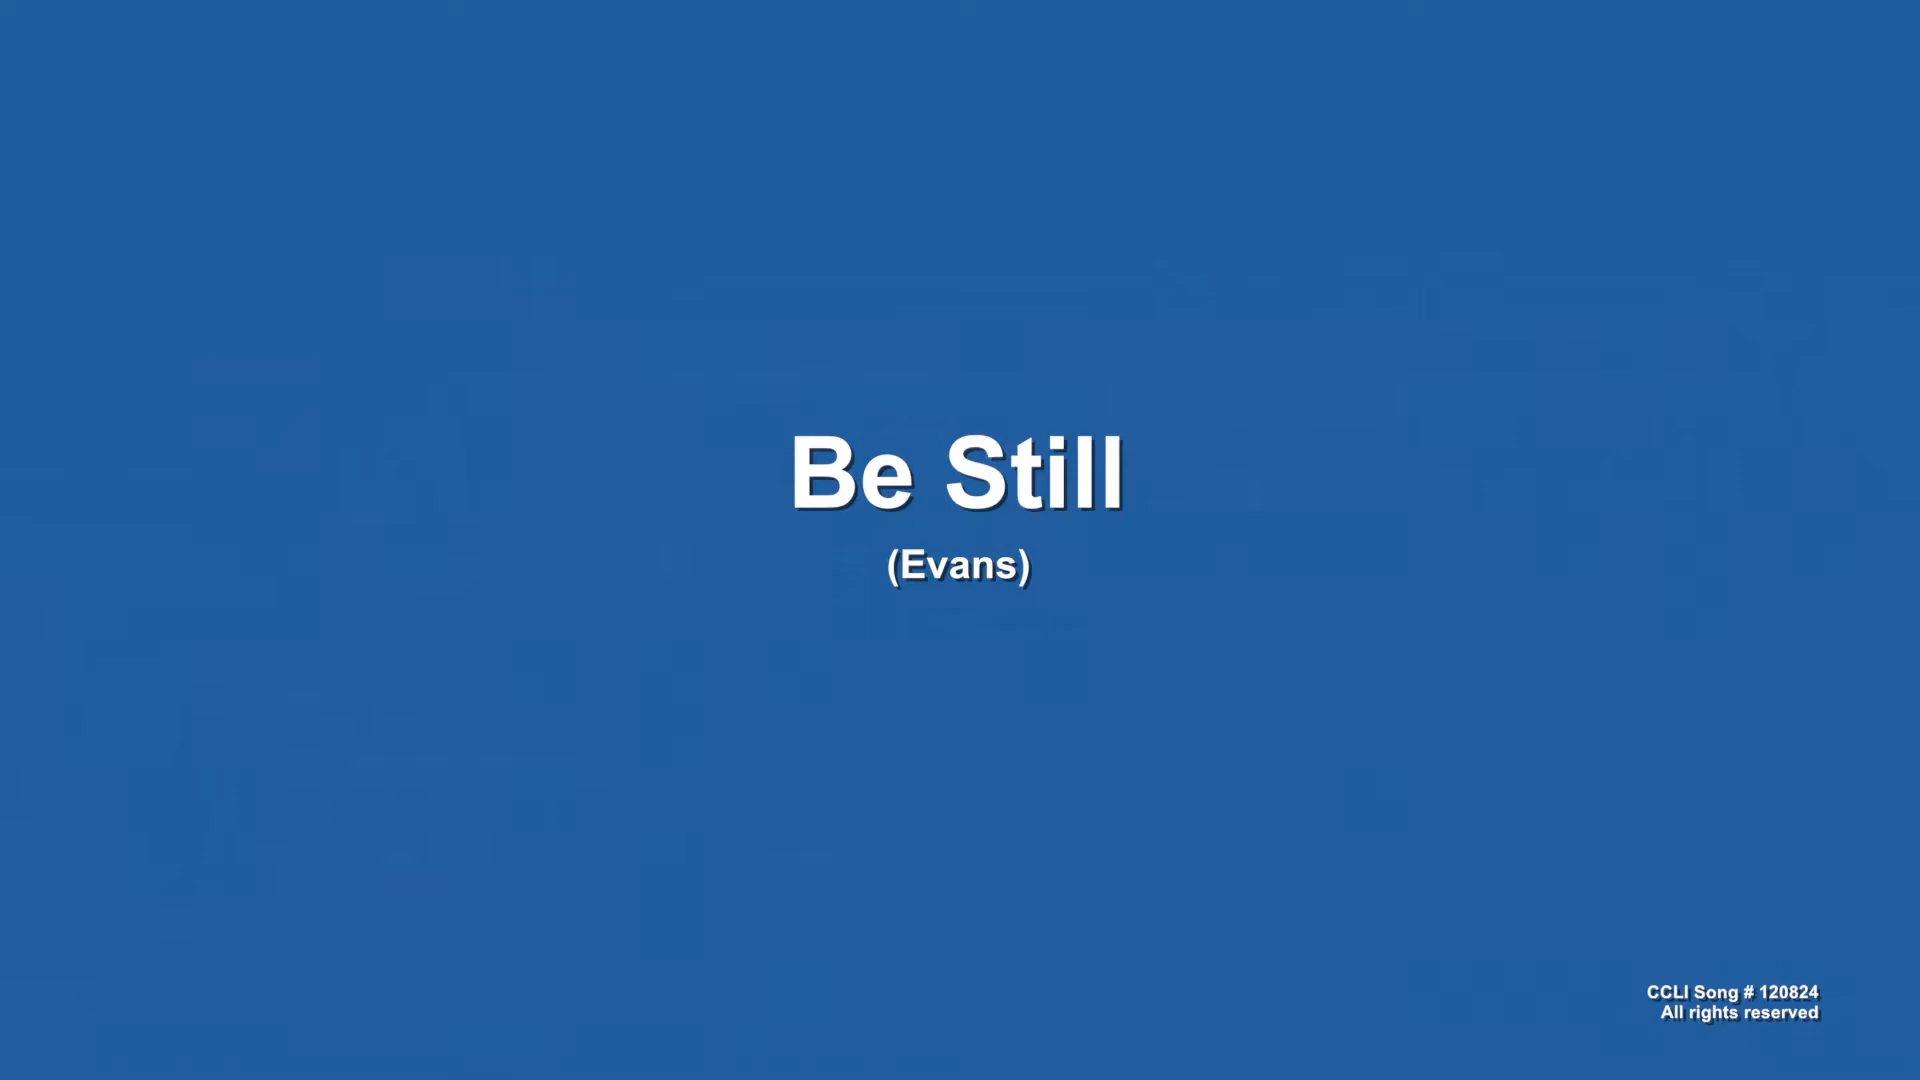 Be Still
(Evans)
CCLI Song # 120824
All rights reserved